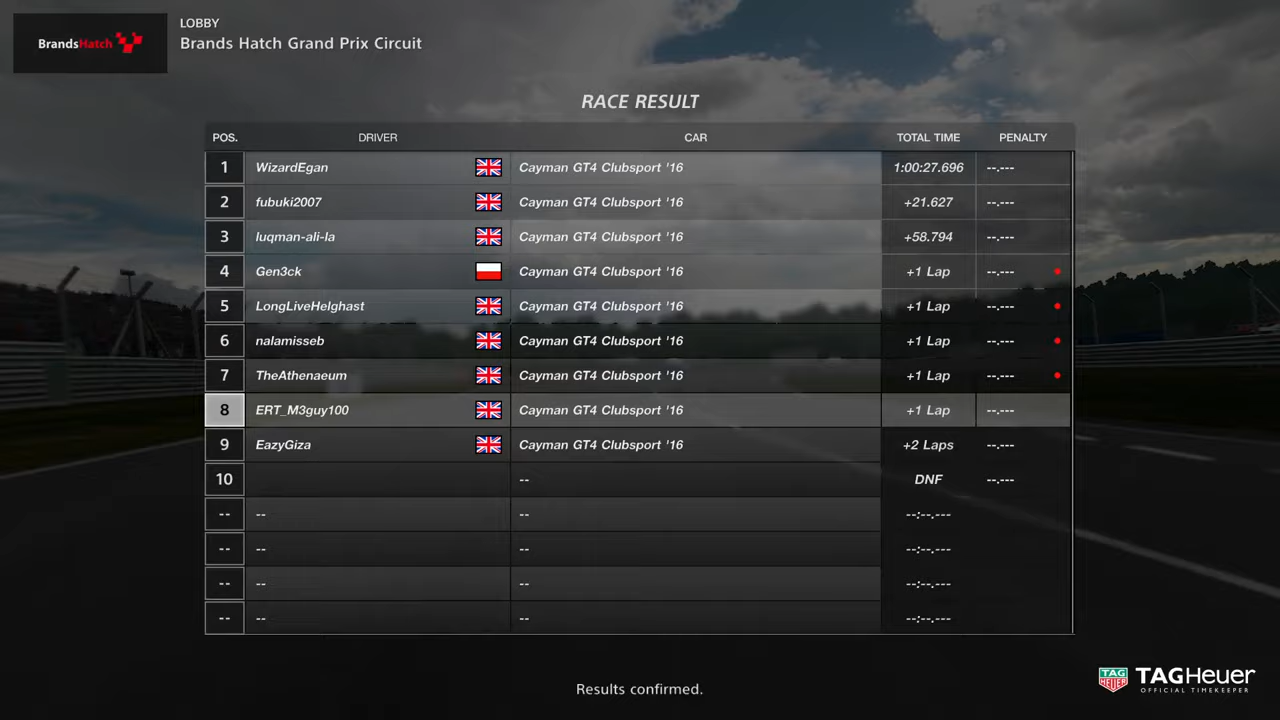 BrandsHatch
LOBBY
Brands Hatch Grand Prix Circuit
RACE RESULT
POS. DRIVER CAR TOTAL TIME PENALTY
1 WizardEgan Cayman GT4 Clubsport '16 1:00:27.696 --.---
2 fubuki2007 Cayman GT4 Clubsport '16 +21.627 --.---
3 luqman-ali-la Cayman GT4 Clubsport '16 +58.794 --.---
4 Gen3ck Cayman GT4 Clubsport '16 +1 Lap --.---
5 LongLiveHelghast Cayman GT4 Clubsport '16 +1 Lap --.---
6 nalamisseb Cayman GT4 Clubsport '16 +1 Lap --.---
7 TheAthenaeum Cayman GT4 Clubsport '16 +1 Lap --.---
8 ERT_M3guy100 Cayman GT4 Clubsport '16 +1 Lap --.---
9 EazyGiza Cayman GT4 Clubsport '16 +2 Laps --.---
10 -- DNF --.---
-- -- -- --:--.---
-- -- -- --:--.---
-- -- -- --:--.---
-- -- -- --:--.---
Results confirmed.
TAG HEUER TAGHeuer
OFFICIAL TIMEKEEPER